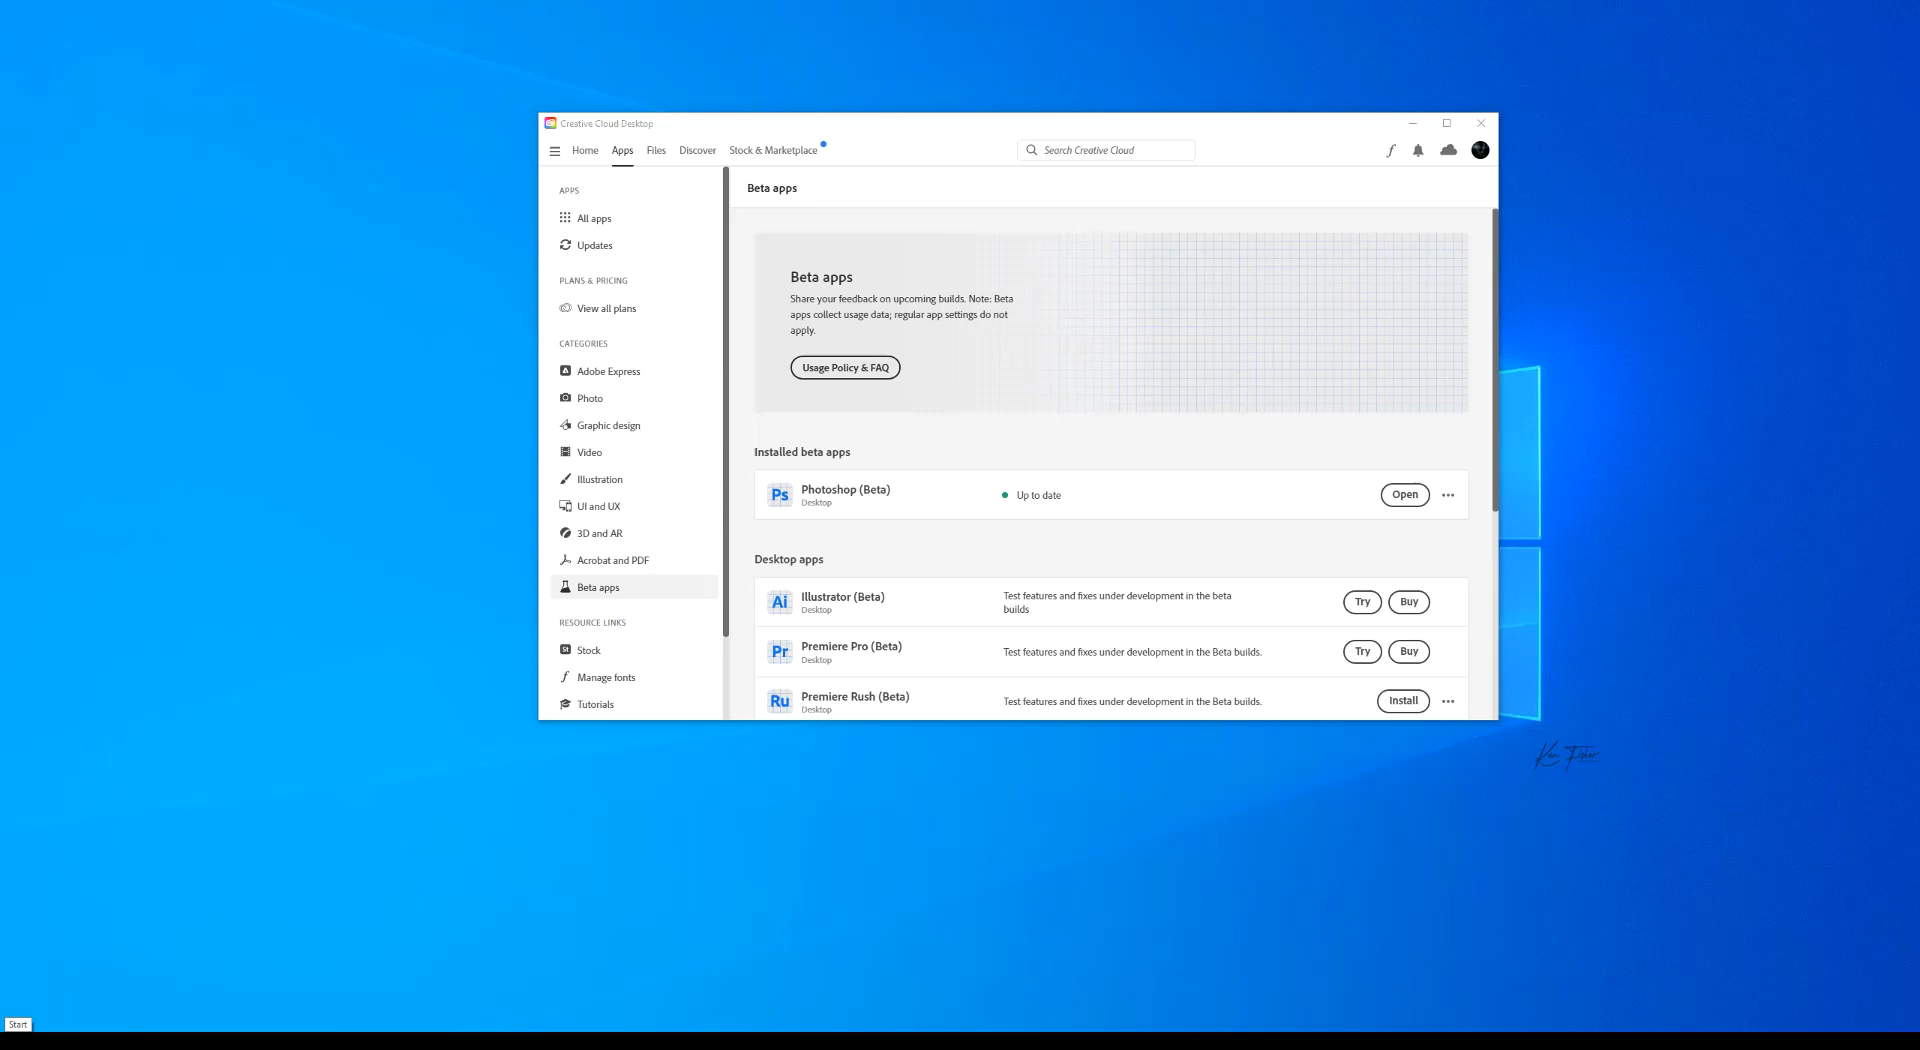 Creative Cloud Desktop
Home Apps Files Discover Stock & Marketplace Search Creative Cloud
APPS
All apps
Updates
PLANS & PRICING
View all plans
CATEGORIES
Adobe Express
Photo
Graphic design
Video
Illustration
UI and UX
3D and AR
Acrobat and PDF
Beta apps
RESOURCE LINKS
St Stock
Manage fonts
Tutorials
Beta apps
Beta apps
Share your feedback on upcoming builds. Note: Beta
apps collect usage data; regular app settings do not
apply.
Usage Policy & FAQ
Installed beta apps
Ps Photoshop (Beta) Up to date Open
Desktop
Desktop apps
Ai Illustrator (Beta) Test features and fixes under development in the beta Try Buy
Desktop builds
Pr Premiere Pro (Beta) Test features and fixes under development in the Beta builds. Try Buy
Desktop
Ru Premiere Rush (Beta) Test features and fixes under development in the Beta builds. Install
Desktop
Ken Fisher
Start